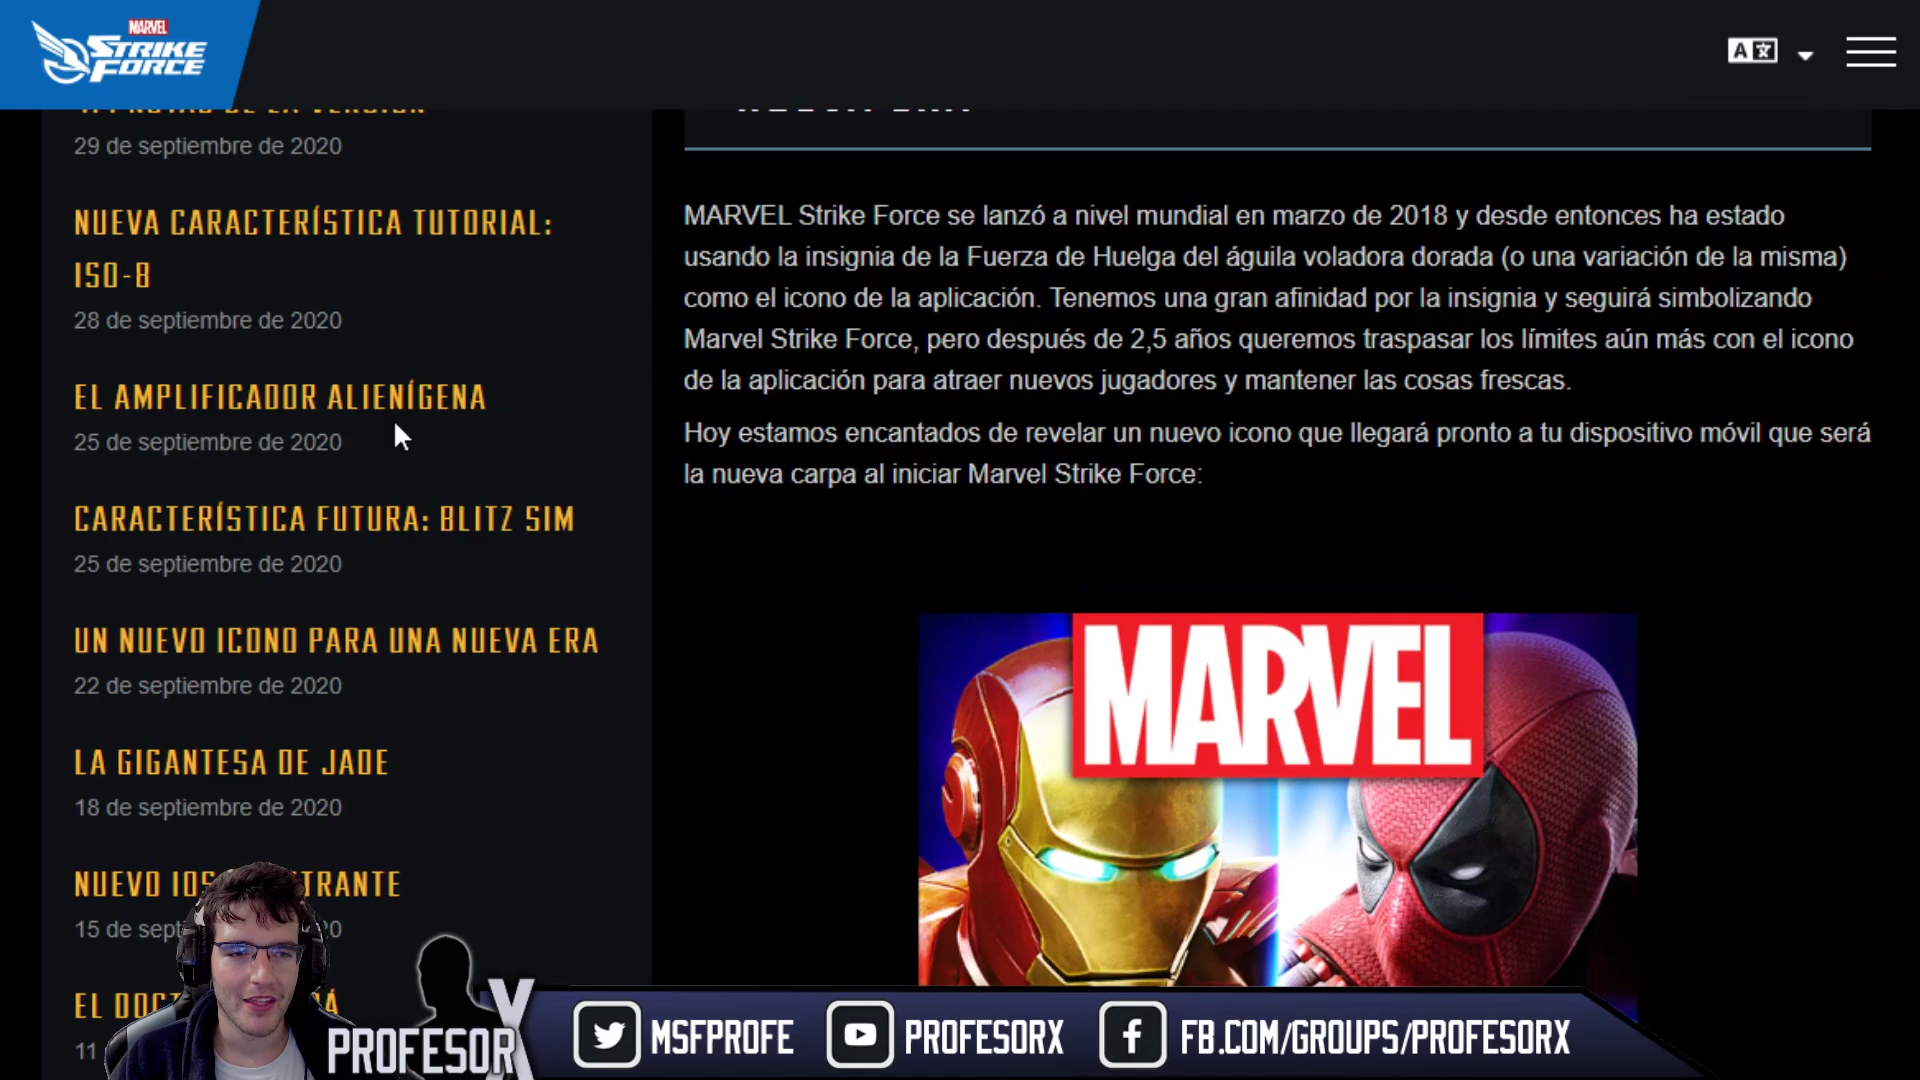 MARVEL
STRIKE
FORCE
A
29 de septiembre de 2020
NUEVA CARACTERÍSTICA TUTORIAL:
ISO-8
28 de septiembre de 2020
EL AMPLIFICADOR ALIENÍGENA
25 de septiembre de 2020
CARACTERÍSTICA FUTURA: BLITZ SIM
25 de septiembre de 2020
UN NUEVO ICONO PARA UNA NUEVA ERA
22 de septiembre de 2020
LA GIGANTESA DE JADE
18 de septiembre de 2020
NUEVO
15 de
EL
11
MARVEL Strike Force se lanzó a nivel mundial en marzo de 2018 y desde entonces ha estado
usando la insignia de la Fuerza de Huelga del águila voladora dorada (o una variación de la misma)
como el icono de la aplicación. Tenemos una gran afinidad por la insignia y seguirá simbolizando
Marvel Strike Force, pero después de 2,5 años queremos traspasar los límites aún más con el icono
de la aplicación para atraer nuevos jugadores y mantener las cosas frescas.
Hoy estamos encantados de revelar un nuevo icono que llegará pronto a tu dispositivo móvil que será
la nueva carpa al iniciar Marvel Strike Force:
MARVEL
PROFESOR X
MSFPROFE
PROFESORX
FB.COM/GROUPS/PROFESORX